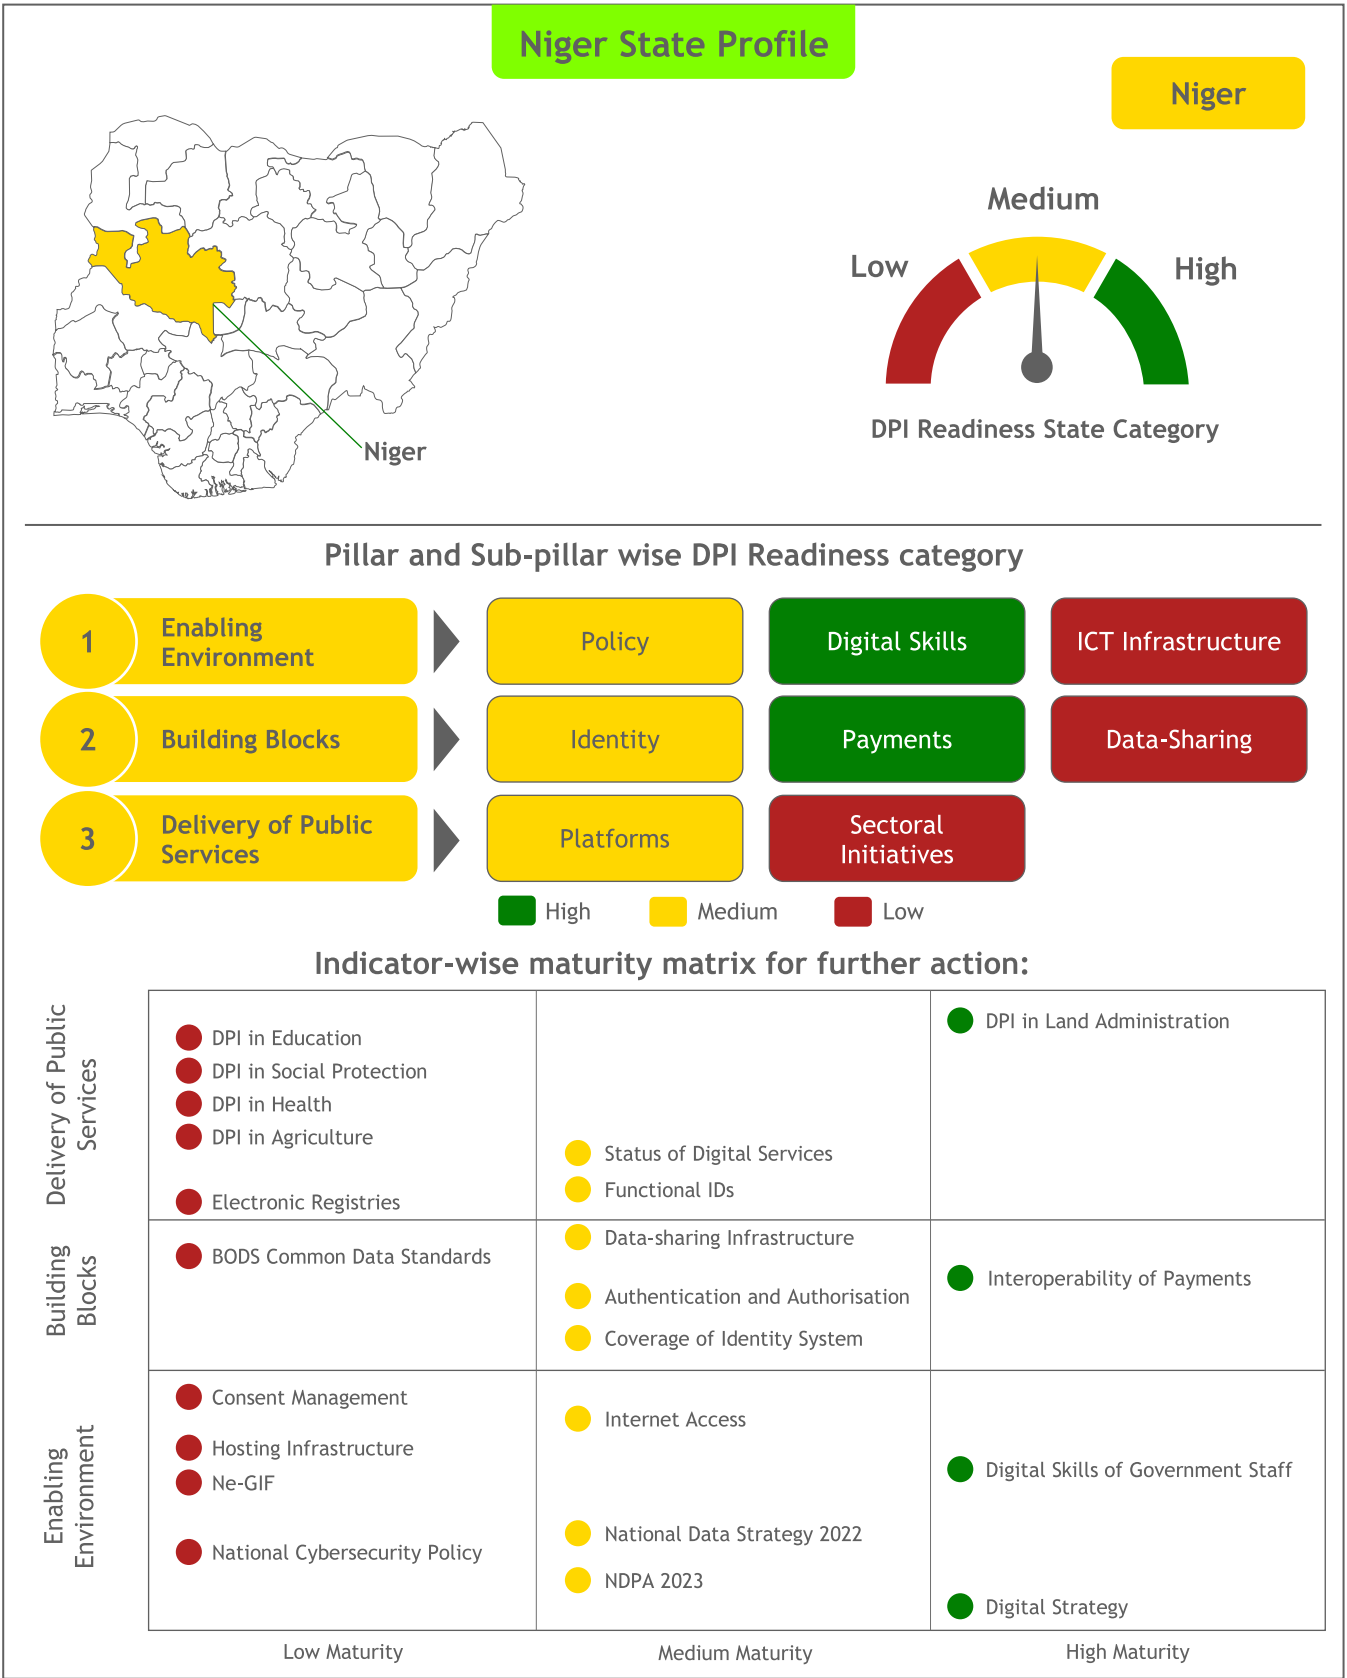 Niger State Profile
Niger
Medium
Low
High
DPI Readiness State Category
Niger
Pillar and Sub-pillar wise DPI Readiness category
1
Enabling
Environment
Policy
Digital Skills
ICT Infrastructure
2
Building Blocks
Identity
Payments
Data-Sharing
3
Delivery of Public
Services
Platforms
Sectoral
Initiatives
High
Medium
Low
Indicator-wise maturity matrix for further action:
Delivery of Public
Services
DPI in Education
DPI in Social Protection
DPI in Health
DPI in Agriculture
Electronic Registries
Status of Digital Services
Functional IDs
DPI in Land Administration
Building
Blocks
BODS Common Data Standards
Data-sharing Infrastructure
Authentication and Authorisation
Coverage of Identity System
Interoperability of Payments
Enabling
Environment
Consent Management
Hosting Infrastructure
Ne-GIF
National Cybersecurity Policy
Internet Access
National Data Strategy 2022
NDPA 2023
Digital Skills of Government Staff
Digital Strategy
Low Maturity
Medium Maturity
High Maturity